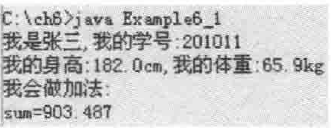 C:\ch6>java Example6_1
我是张三,我的学号:201011
我的身高:182.0cm,我的体重:65.9kg
我会做加法:
sum=903.487